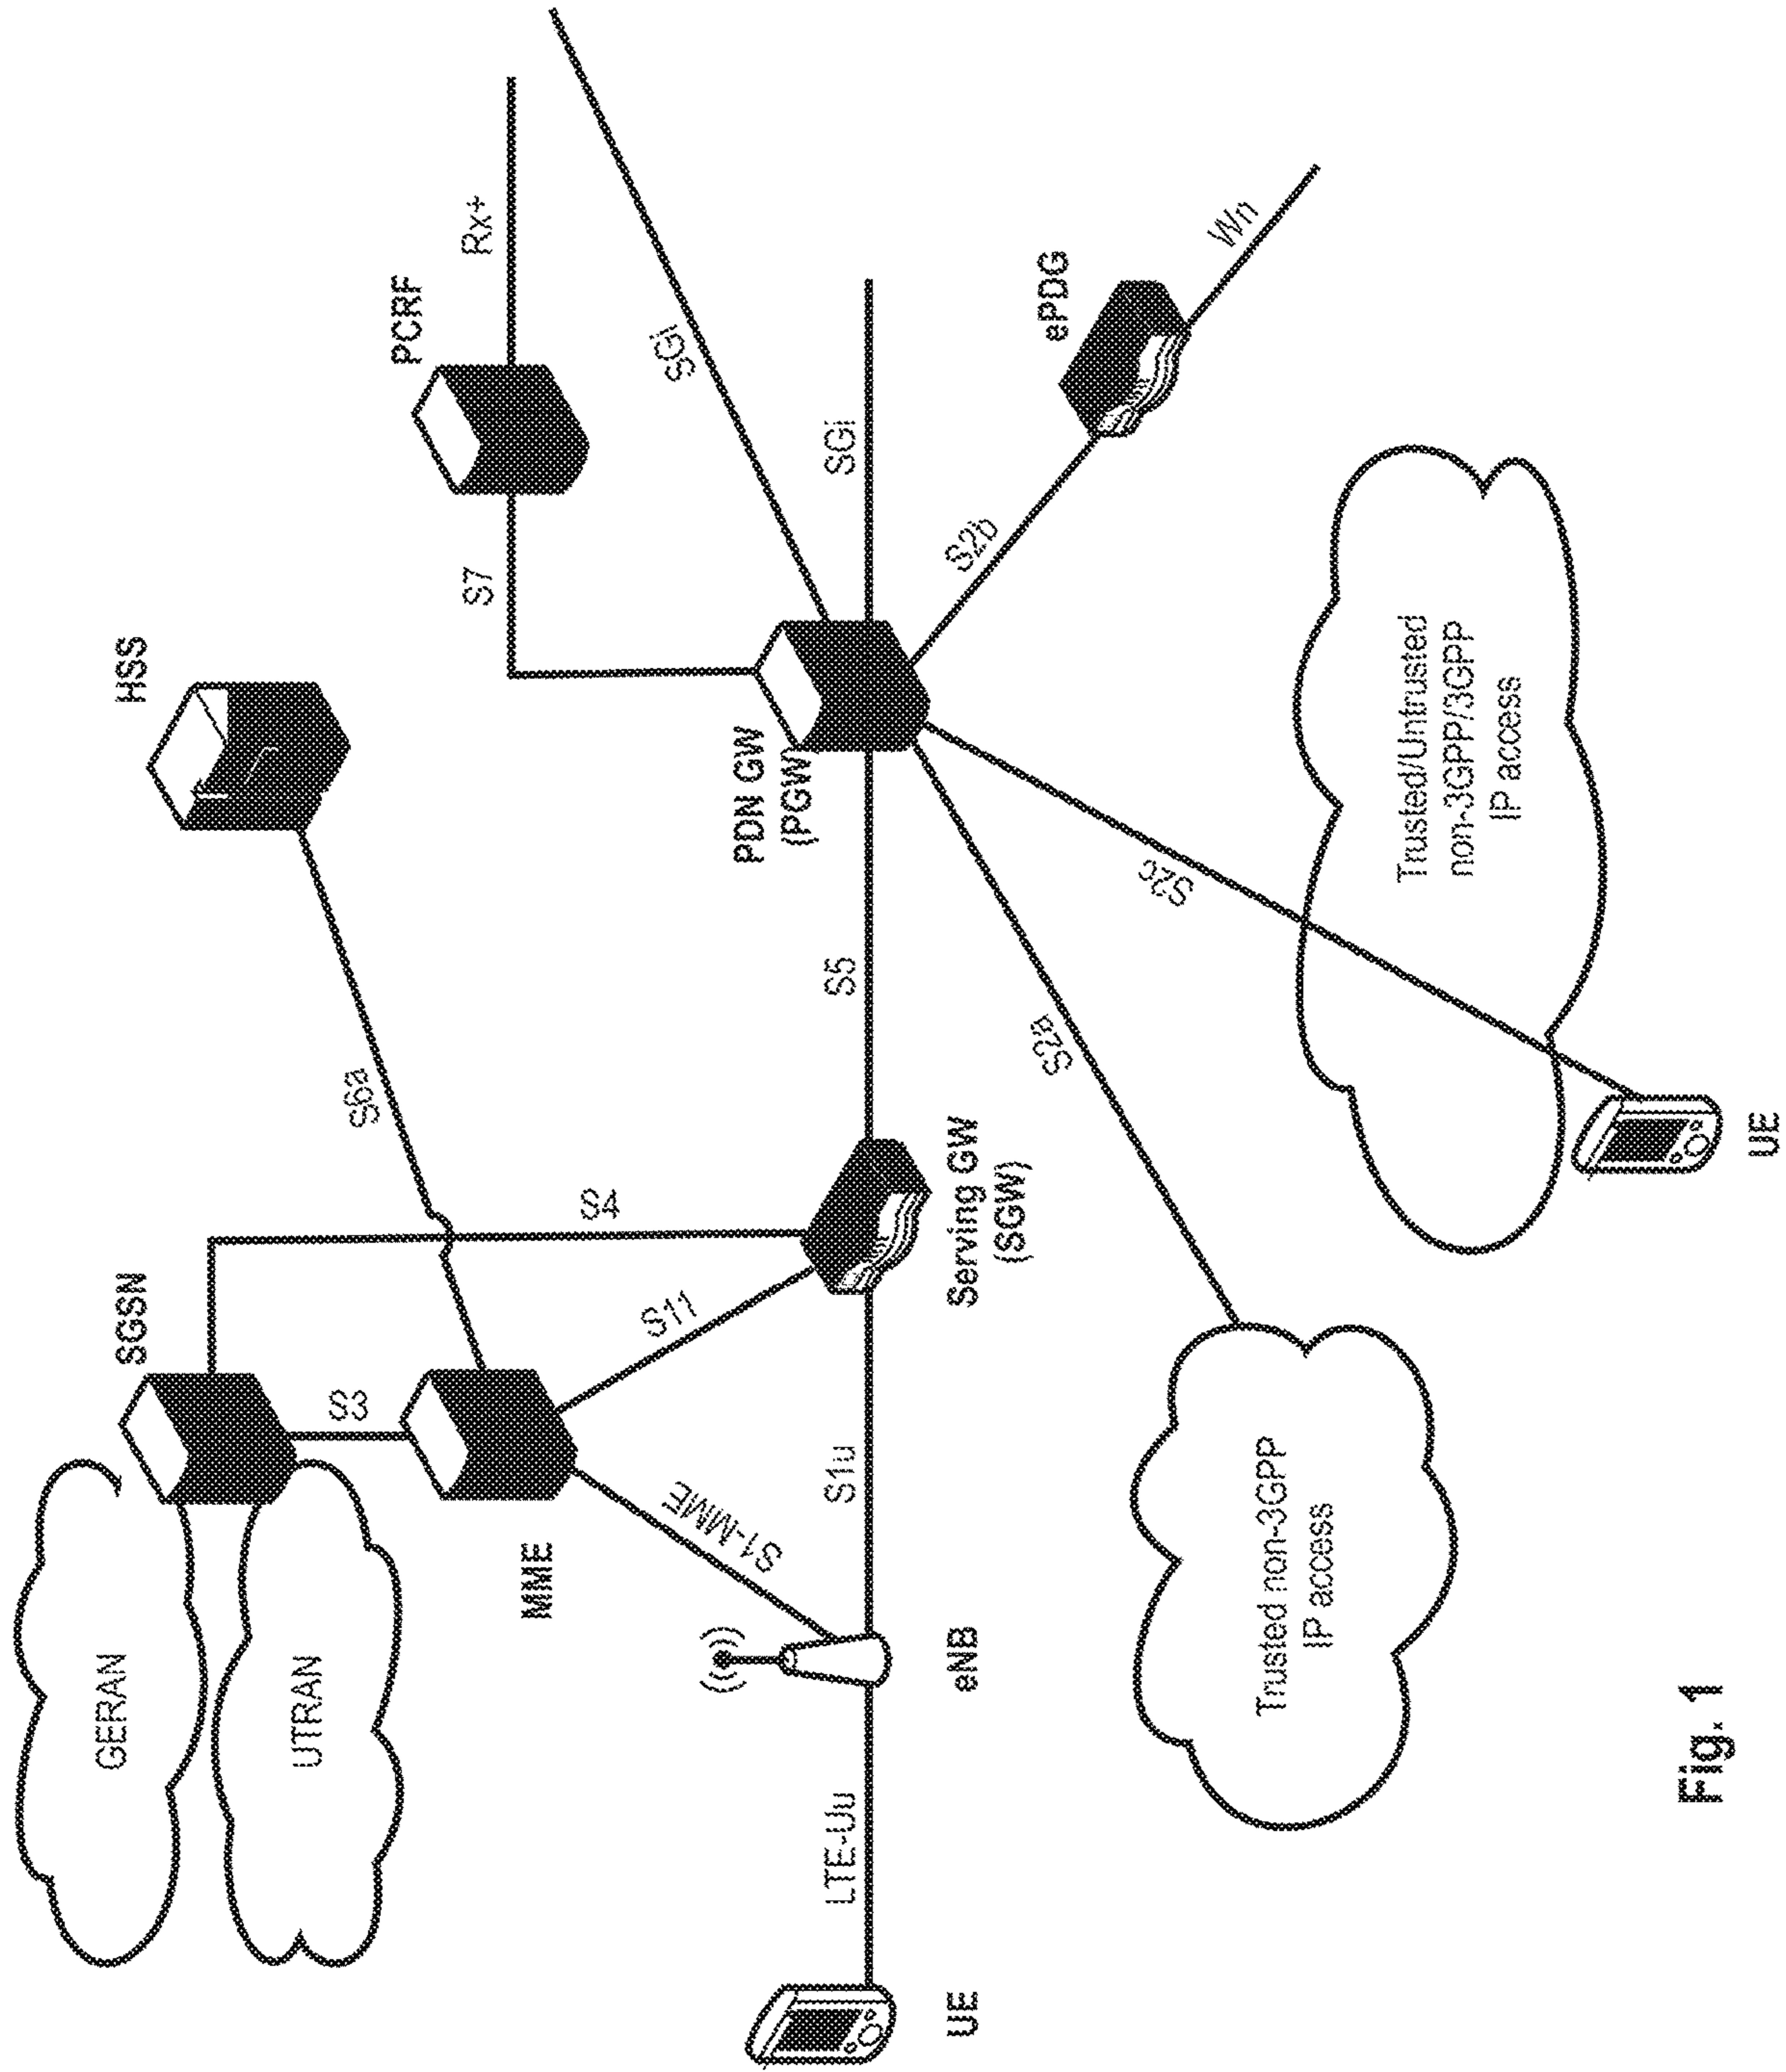 GERAN
UTRAN
SGSN
HSS
PCRF
Rx+
S7
S3
S4
S6a
MME
S11
S1-MME
SGi
LTE-Uu
eNB
UE
S1u
Serving GW
(SGW)
S5
PDN GW
(PGW)
SGi
S2b
ePDG
Wn
S2a
S2c
Trusted non-3GPP
IP access
Trusted/Untrusted
non-3GPP/3GPP
IP access
UE
Fig. 1